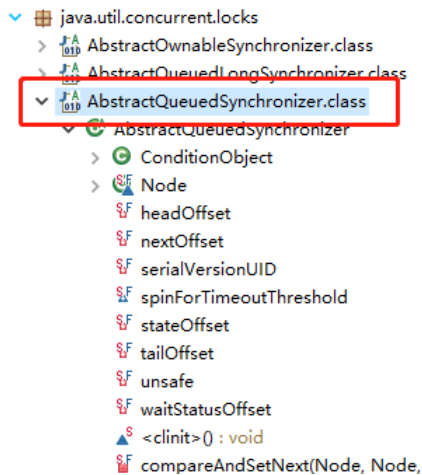 java.util.concurrent.locks
AbstractOwnableSynchronizer.class
AbstractQueuedLongSynchronizer.class
AbstractQueuedSynchronizer.class
AbstractQueuedSynchronizer
ConditionObject
Node
headOffset
nextOffset
serialVersionUID
spinForTimeoutThreshold
stateOffset
tailOffset
unsafe
waitStatusOffset
<clinit>() : void
compareAndSetNext(Node, Node,